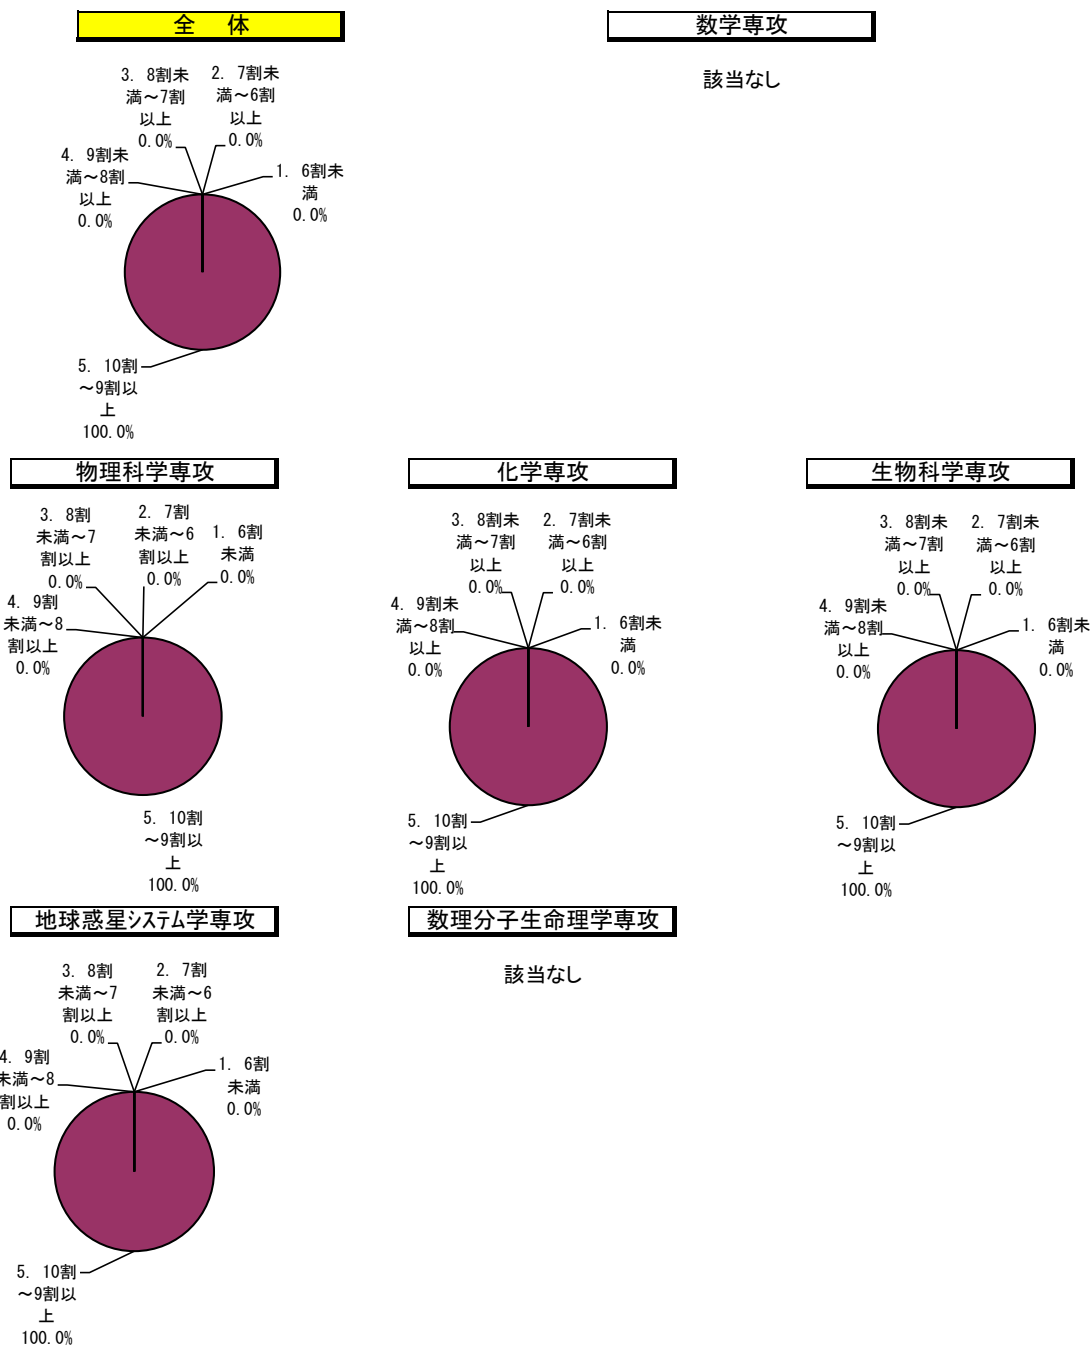 全　体
数学専攻
該当なし
3. 8割未
満～7割
以上
0.0%
2. 7割未
満～6割
以上
0.0%
4. 9割未
満～8割
以上
0.0%
1. 6割未
満
0.0%
5. 10割
～9割以
上
100.0%
物理科学専攻
化学専攻
生物科学専攻
3. 8割
未満～7
割以上
0.0%
2. 7割
未満～6
割以上
0.0%
1. 6割
未満
0.0%
4. 9割
未満～8
割以上
0.0%
5. 10割
～9割以
上
100.0%
3. 8割未
満～7割
以上
0.0%
2. 7割未
満～6割
以上
0.0%
4. 9割未
満～8割
以上
0.0%
1. 6割未
満
0.0%
5. 10割
～9割以
上
100.0%
3. 8割未
満～7割
以上
0.0%
2. 7割未
満～6割
以上
0.0%
4. 9割未
満～8割
以上
0.0%
1. 6割未
満
0.0%
5. 10割
～9割以
上
100.0%
地球惑星ｼｽﾃﾑ学専攻
数理分子生命理学専攻
該当なし
3. 8割
未満～7
割以上
0.0%
2. 7割
未満～6
割以上
0.0%
4. 9割
未満～8
割以上
0.0%
1. 6割
未満
0.0%
5. 10割
～9割以
上
100.0%